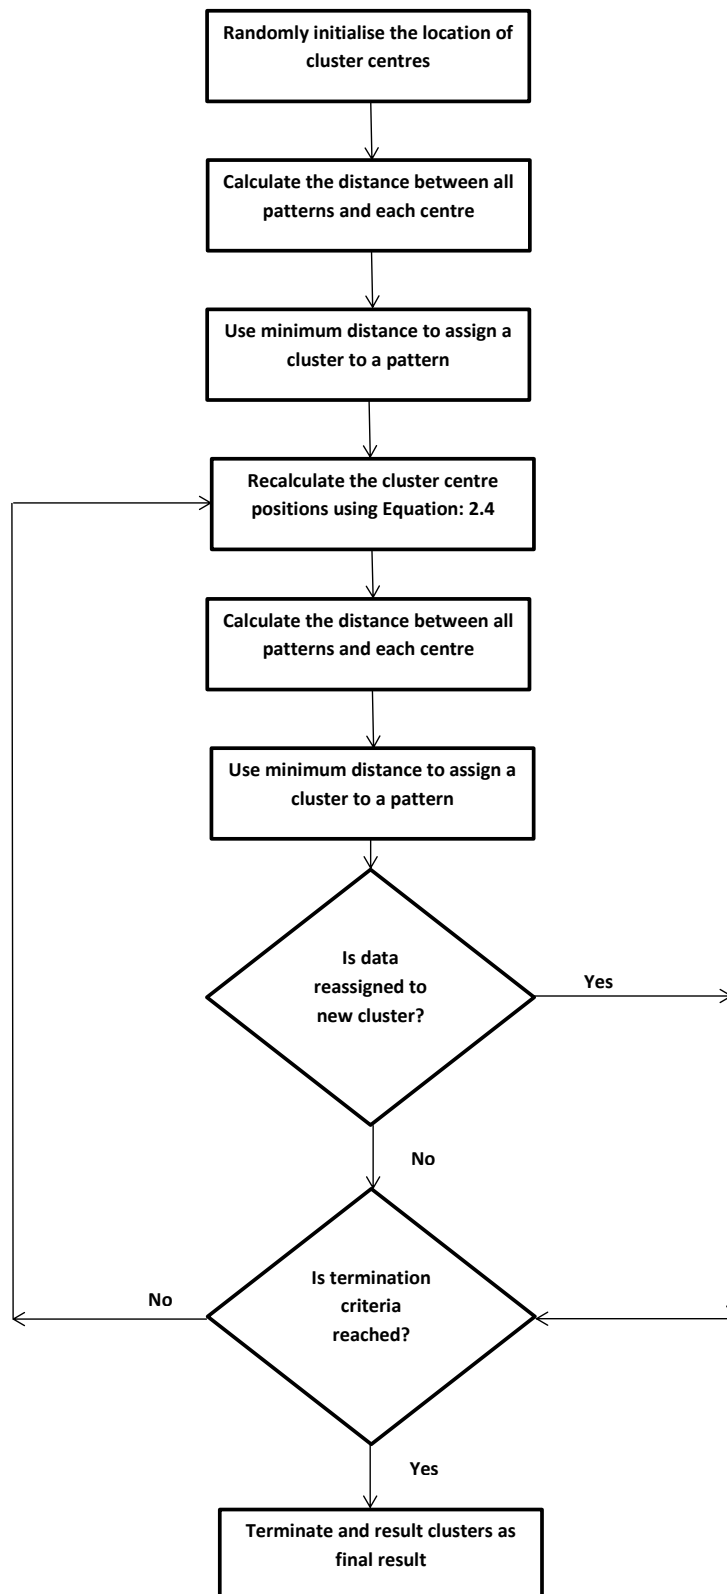 Randomly initialise the location of
cluster centres
Calculate the distance between all
patterns and each centre
Use minimum distance to assign a
cluster to a pattern
Recalculate the cluster centre
positions using Equation: 2.4
Calculate the distance between all
patterns and each centre
Use minimum distance to assign a
cluster to a pattern
Is data
reassigned to
new cluster?
Yes
No
Is termination
criteria
reached?
No
Yes
Terminate and result clusters as
final result